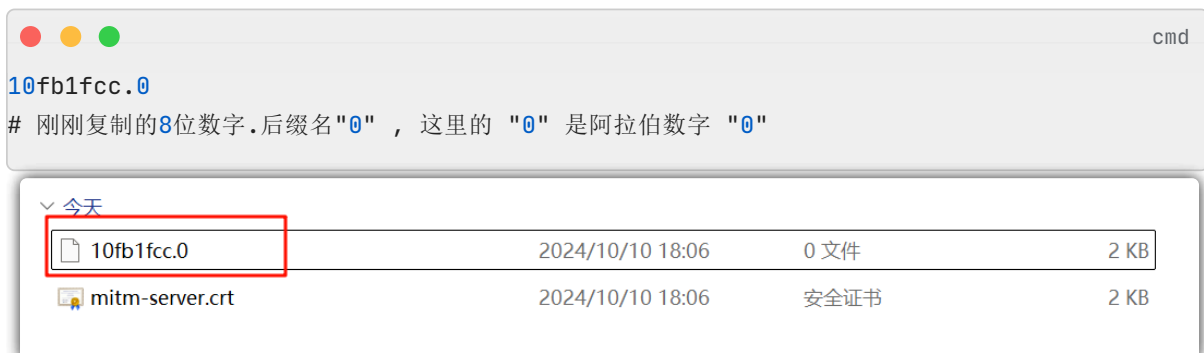 cmd
10fb1fcc.0
# 刚刚复制的8位数字.后缀名"0" , 这里的 "0" 是阿拉伯数字 "0"
今天
10fb1fcc.0 2024/10/10 18:06 0 文件 2 KB
mitm-server.crt 2024/10/10 18:06 安全证书 2 KB